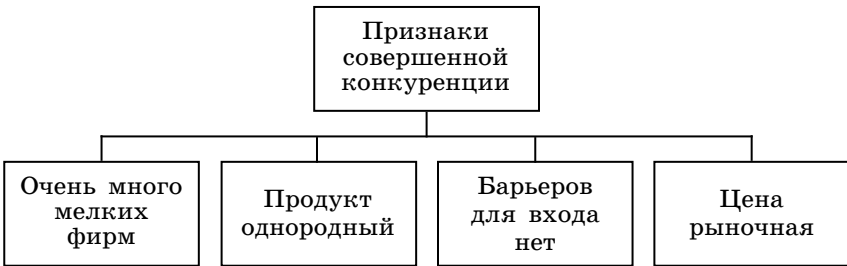 Признаки
совершенной
конкуренции
Очень много
мелких
фирм
Продукт
однородный
Барьеров
для входа
нет
Цена
рыночная